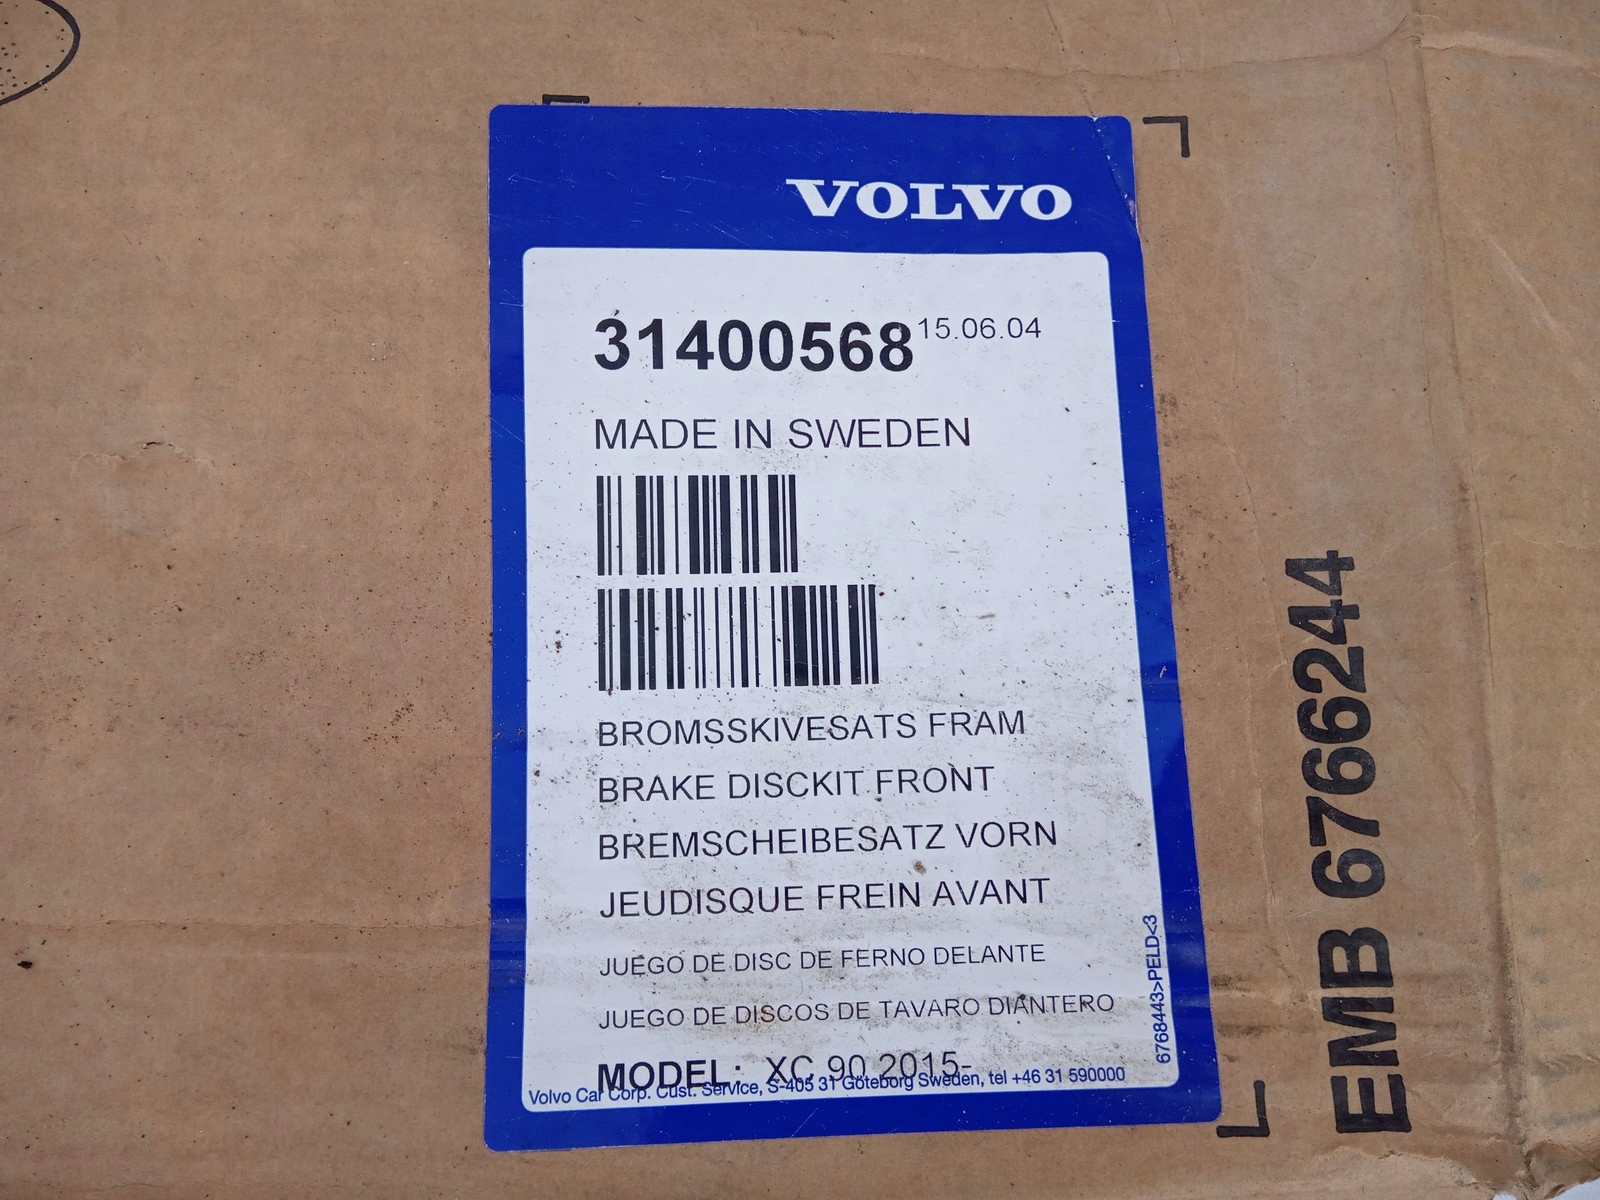 VOLVO
31400568 15.06.04
MADE IN SWEDEN
BROMSSKIVESATS FRAM
BRAKE DISCKIT FRONT
BREMSCHEIBESATZ VORN
JEUDISQUE FREIN AVANT
JUEGO DE DISC DE FERNO DELANTE
JUEGO DE DISCOS DE TAVARO DIANTERO
MODEL: XC 90 2015-
Volvo Car Corp. Cust. Service, S-405 31 Göteborg Sweden, tel +46 31 590000
6768443>PELD<3
EMB 6766244